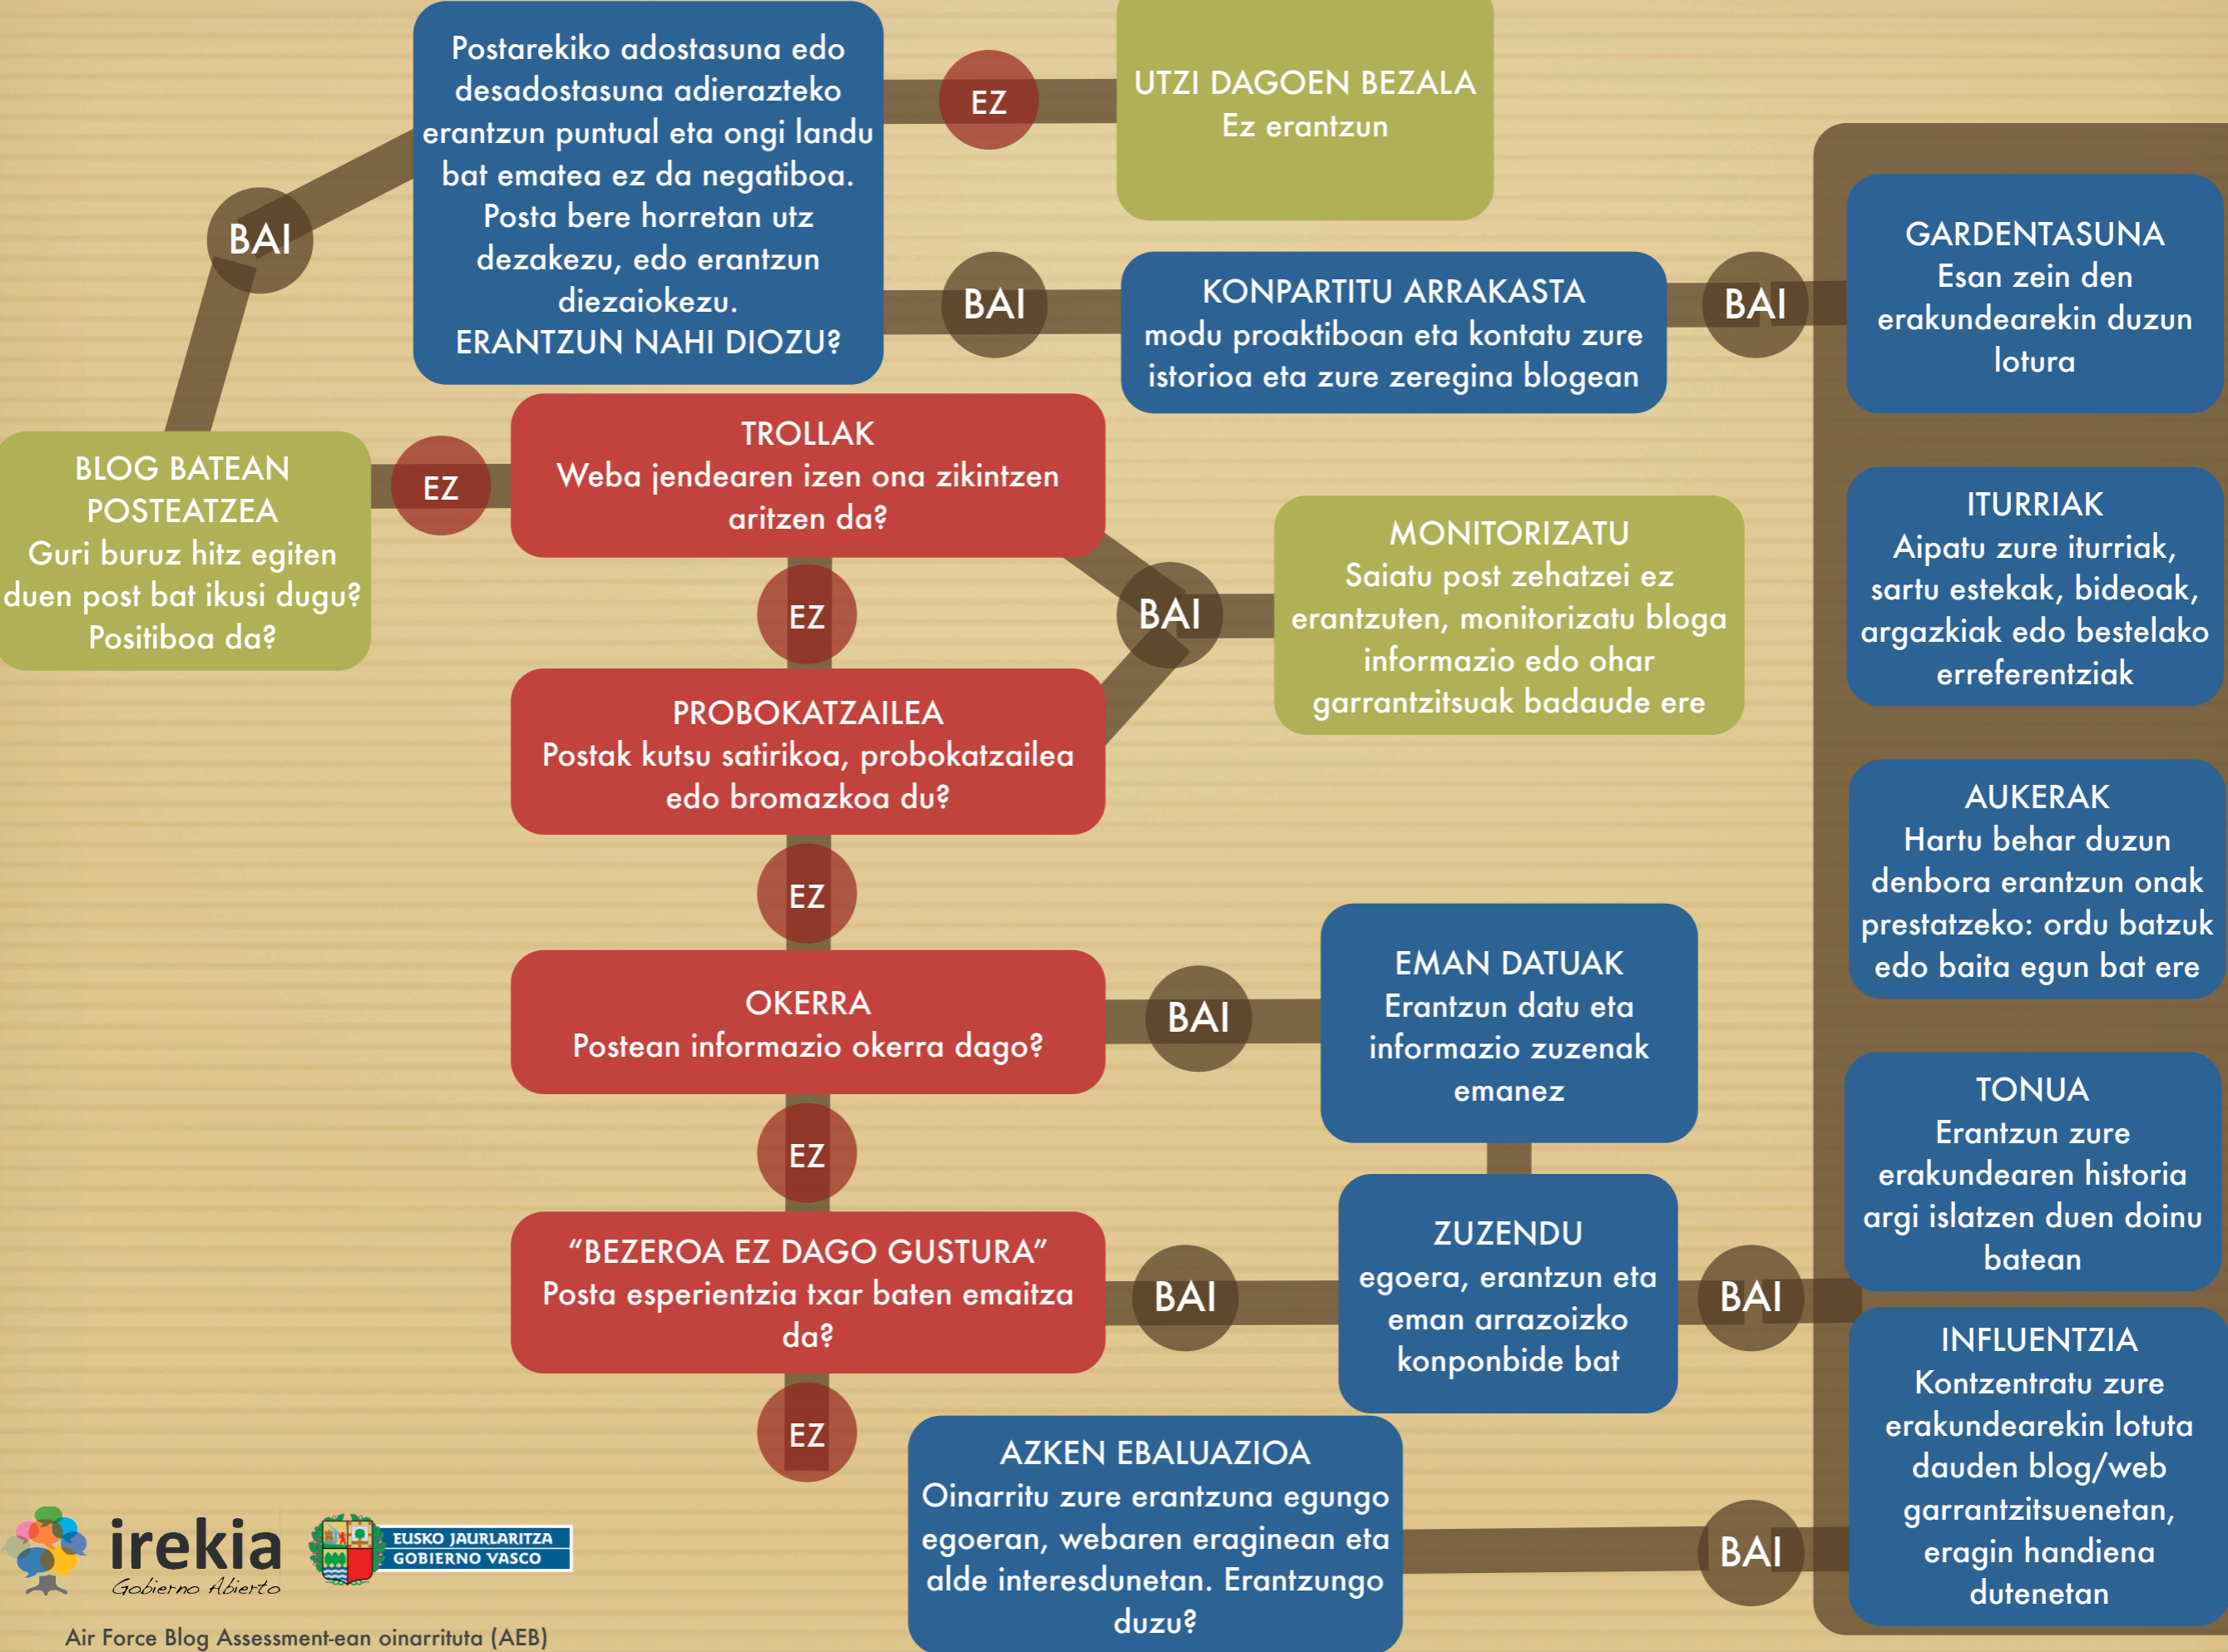 Postarekiko adostasuna edo
desadostasuna adierazteko
erantzun puntual eta ongi landu
bat ematea ez da negatiboa.
Posta bere horretan utz
dezakezu, edo erantzun
diezaiokezu.
ERANTZUN NAHI DIOZU?
EZ
UTZI DAGOEN BEZALA
Ez erantzun
BAI
BAI
KONPARTITU ARRAKASTA
modu proaktiboan eta kontatu zure
istorioa eta zure zeregina blogean
BAI
GARDENTASUNA
Esan zein den
erakundearekin duzun
lotura
BLOG BATEAN
POSTEATZEA
Guri buruz hitz egiten
duen post bat ikusi dugu?
Positiboa da?
EZ
TROLLAK
Weba jendearen izen ona zikintzen
aritzen da?
EZ
BAI
MONITORIZATU
Saiatu post zehatzei ez
erantzuten, monitorizatu bloga
informazio edo ohar
garrantzitsuak badaude ere
ITURRIAK
Aipatu zure iturriak,
sartu estekak, bideoak,
argazkiak edo bestelako
erreferentziak
PROBOKATZAILEA
Postak kutsu satirikoa, probokatzailea
edo bromazkoa du?
EZ
AUKERAK
Hartu behar duzun
denbora erantzun onak
prestatzeko: ordu batzuk
edo baita egun bat ere
OKERRA
Postean informazio okerra dago?
BAI
EMAN DATUAK
Erantzun datu eta
informazio zuzenak
emanez
EZ
TONUA
Erantzun zure
erakundearen historia
argi islatzen duen doinu
batean
“BEZEROA EZ DAGO GUSTURA”
Posta esperientzia txar baten emaitza
da?
BAI
ZUZENDU
egoera, erantzun eta
eman arrazoizko
konponbide bat
BAI
INFLUENTZIA
Kontzentratu zure
erakundearekin lotuta
dauden blog/web
garrantzitsuenetan,
eragin handiena
dutenetan
EZ
AZKEN EBALUAZIOA
Oinarritu zure erantzuna egungo
egoeran, webaren eraginean eta
alde interesdunetan. Erantzungo
duzu?
BAI
irekia
Gobierno Abierto
EUSKO JAURLARITZA
GOBIERNO VASCO
Air Force Blog Assessment-ean oinarrituta (AEB)